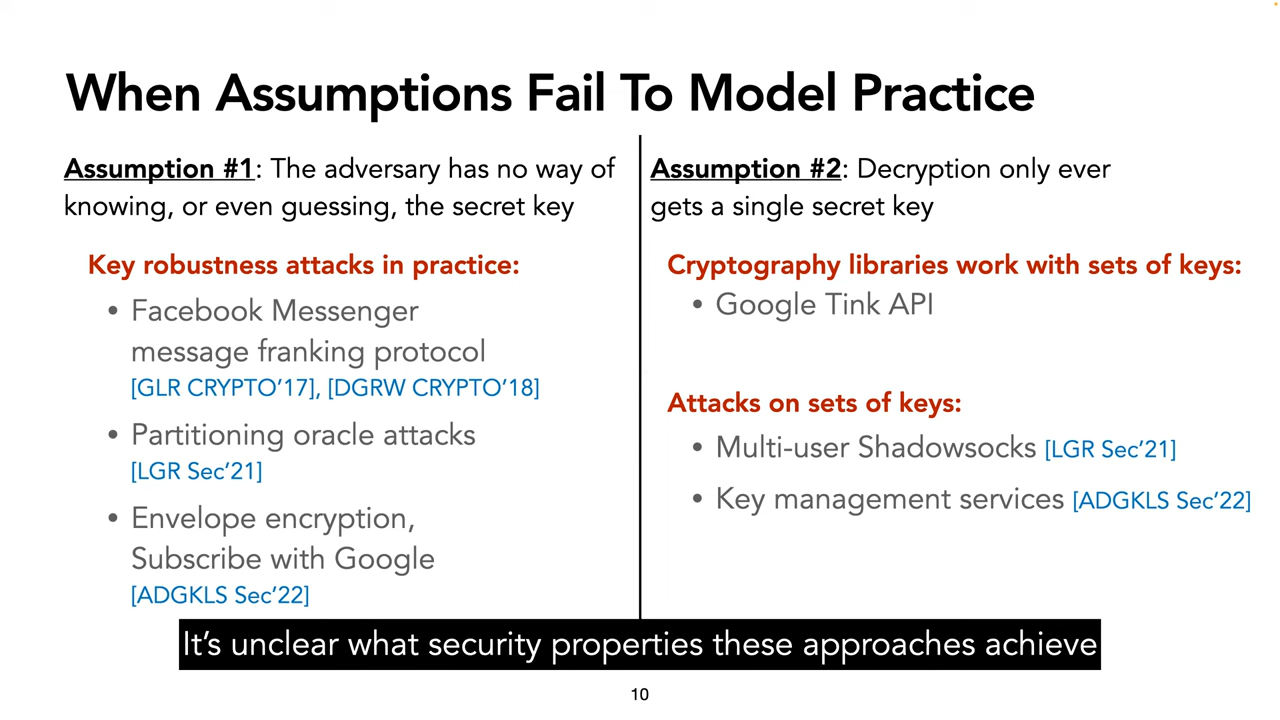 When Assumptions Fail To Model Practice
Assumption #1: The adversary has no way of
knowing, or even guessing, the secret key
Key robustness attacks in practice:
• Facebook Messenger
message franking protocol
[GLR CRYPTO’17], [DGRW CRYPTO’18]
• Partitioning oracle attacks
[LGR Sec’21]
• Envelope encryption,
Subscribe with Google
[ADGKLS Sec’22]
Assumption #2: Decryption only ever
gets a single secret key
Cryptography libraries work with sets of keys:
• Google Tink API
Attacks on sets of keys:
• Multi-user Shadowsocks [LGR Sec’21]
• Key management services [ADGKLS Sec’22]
It’s unclear what security properties these approaches achieve
10